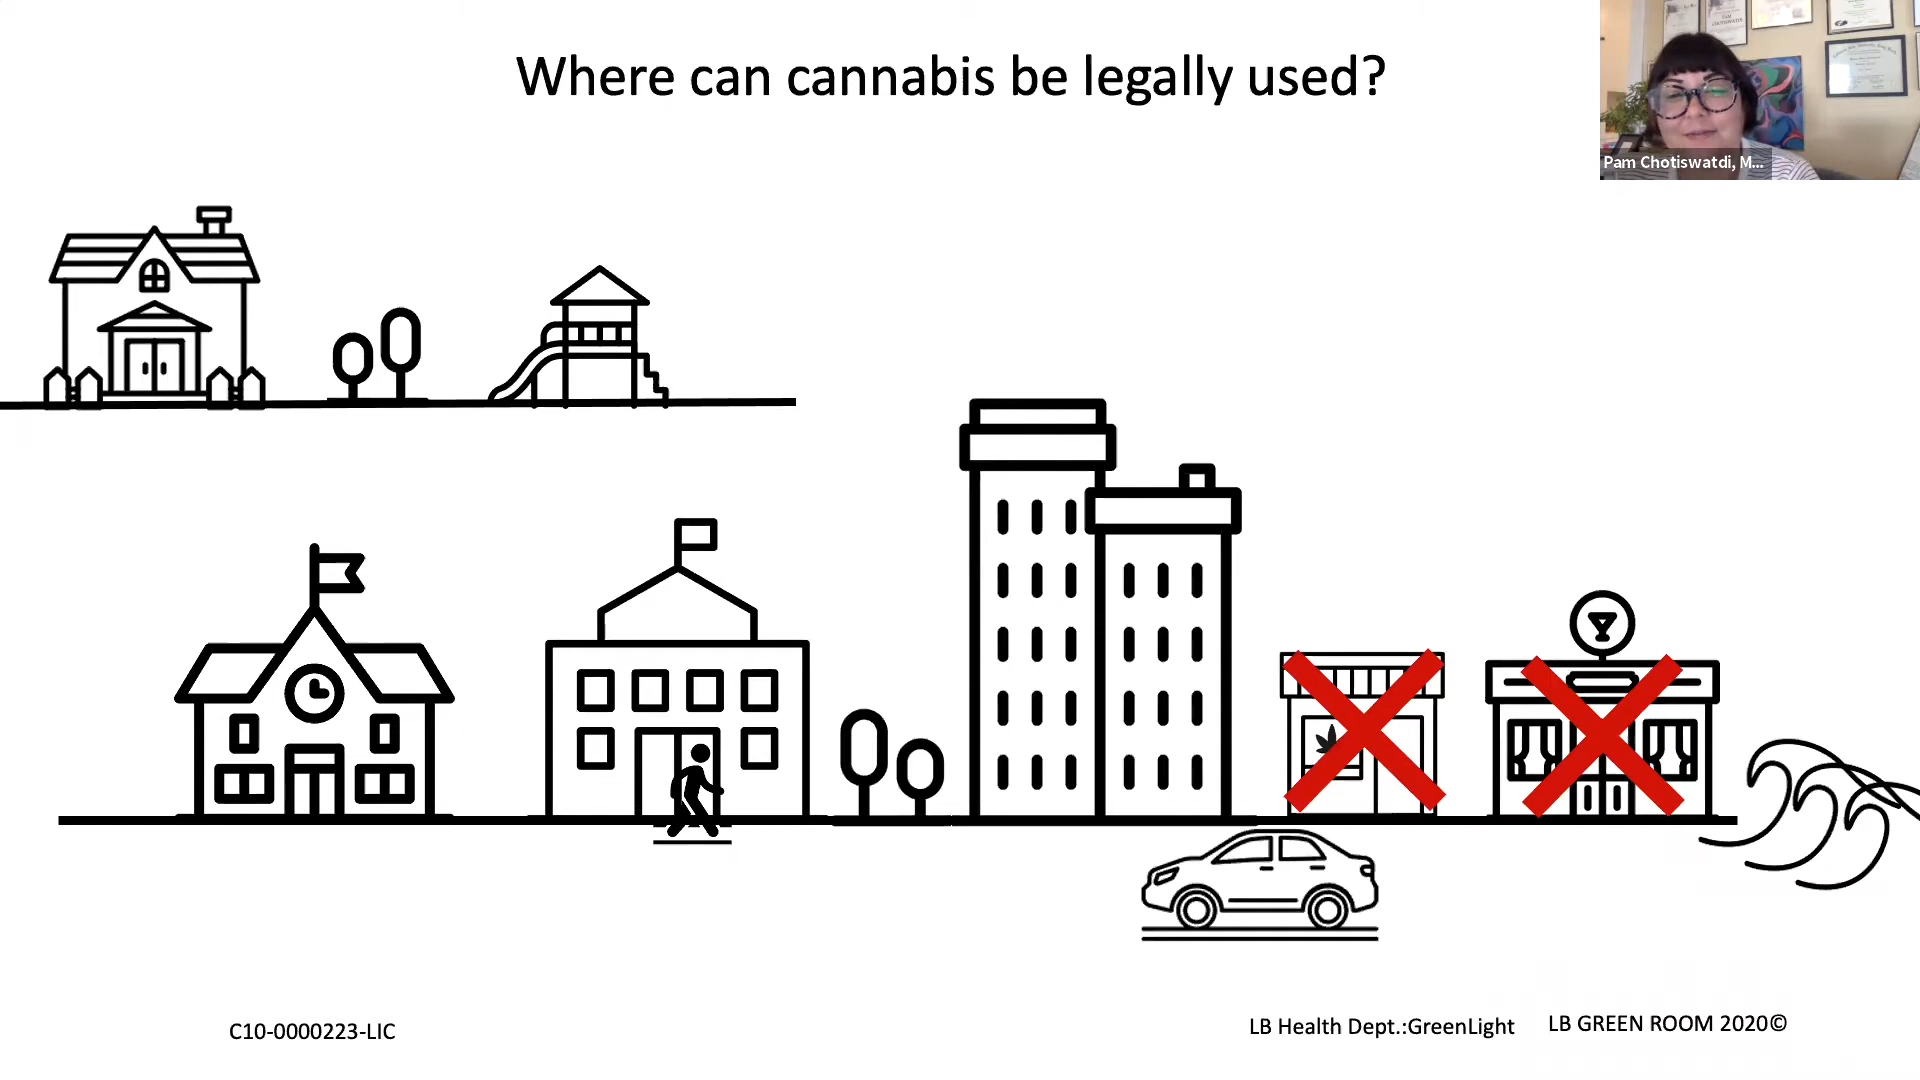 Where can cannabis be legally used?
Pam Chotiswatdi, M...
C10-0000223-LIC
LB Health Dept.:GreenLight
LB GREEN ROOM 2020©